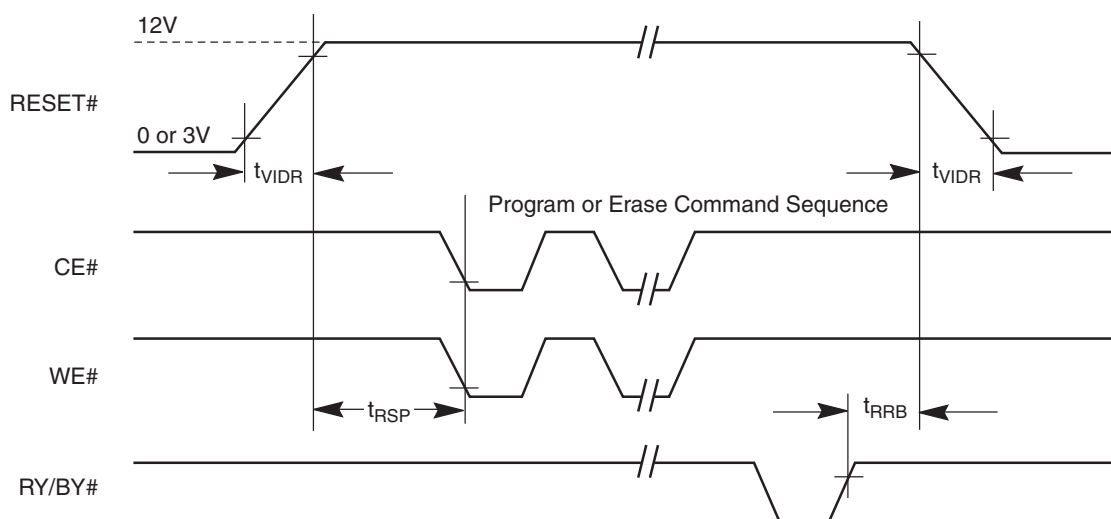 12V
RESET#
0 or 3V
tVIDR
tVIDR
Program or Erase Command Sequence
CE#
WE#
tRSP
tRRB
RY/BY#